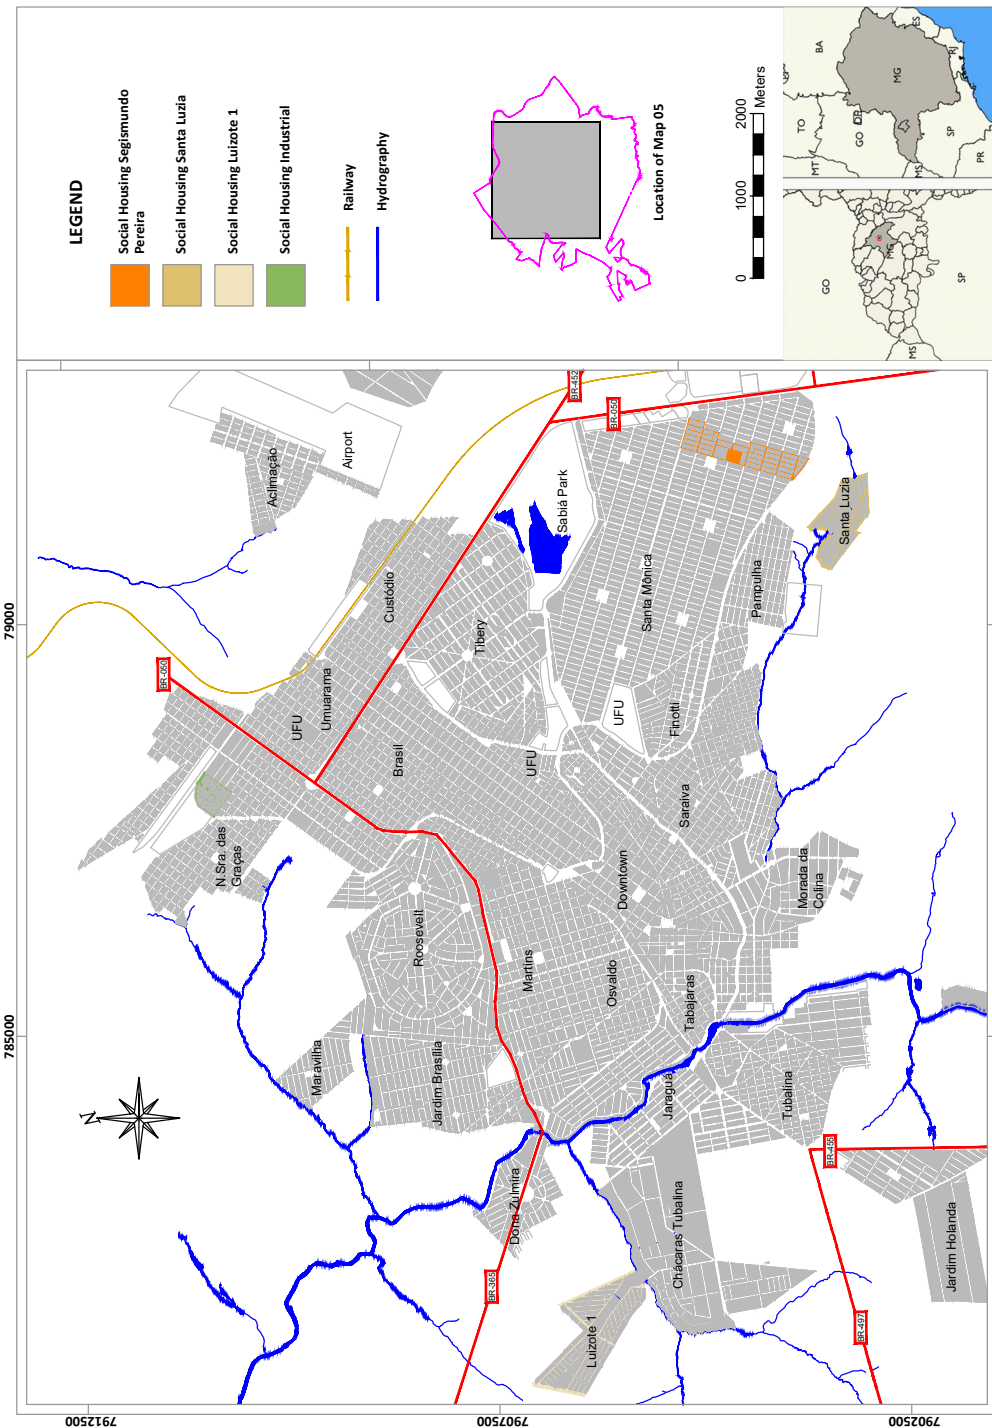 LEGEND
Social Housing Segismundo
Pereira
Social Housing Santa Luzia
Social Housing Luizote 1
Social Housing Industrial
Railway
Hydrography
Location of Map 05
0
1000
2000
Meters
BA
ES
RJ
MG
TO
DF
GO
MT
SP
MS
PR
GO
MG
SP
MS
79000
785000
7912500
7907500
7902500
N
BR-452
BR-050
BR-050
BR-365
BR-455
BR-497
Aclimação
Airport
Sabiá Park
Custódio
Tibery
Santa Mônica
Pampulha
Santa Luzia
UFU
Umuarama
Brasil
UFU
UFU
Finotti
Saraiva
N.Sra. das
Graças
Roosevelt
Martins
Downtown
Osvaldo
Tabajaras
Morada da
Colina
Maravilha
Jardim Brasília
Jaraguá
Tubalina
Dona Zulmira
Chácaras Tubalina
Luizote 1
Jardim Holanda